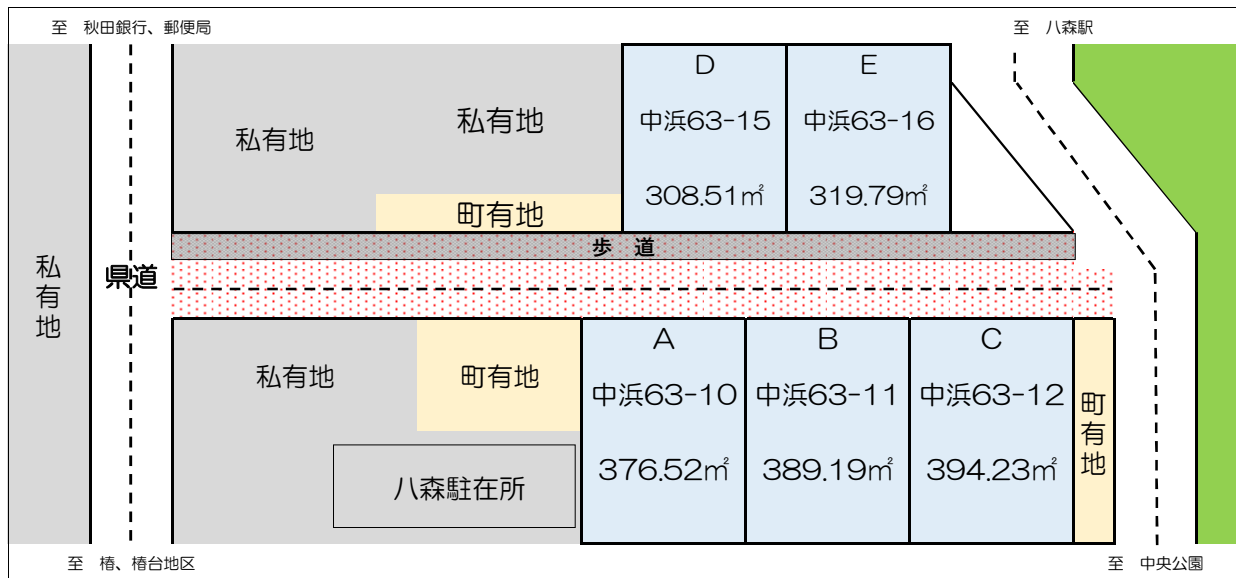 至　秋田銀行、郵便局
至　八森駅
D
E
私有地
中浜63-15
中浜63-16
私有地
308.51㎡
319.79㎡
町有地
歩　道
私有地
県道
A
B
C
私有地
町有地
中浜63-10
中浜63-11
中浜63-12
町有地
376.52㎡
389.19㎡
394.23㎡
八森駐在所
至　椿、椿台地区
至　中央公園